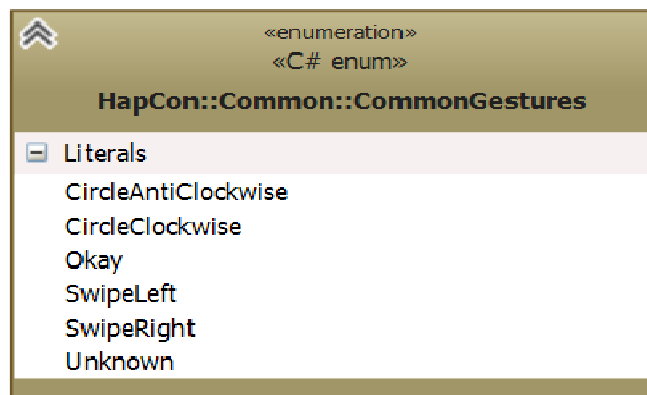 «enumeration»
«C# enum»
HapCon::Common::CommonGestures
Literals
CircleAntiClockwise
CircleClockwise
Okay
SwipeLeft
SwipeRight
Unknown